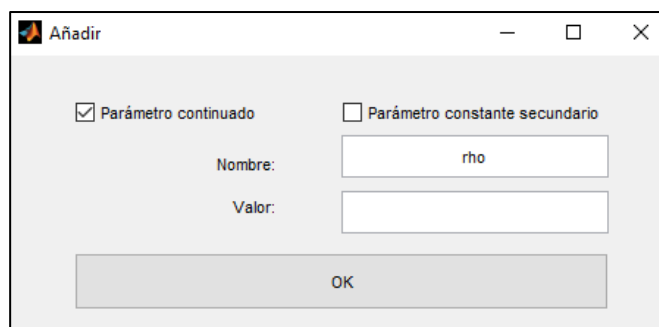 Añadir
Parámetro continuado
Parámetro constante secundario
Nombre:
rho
Valor:
OK